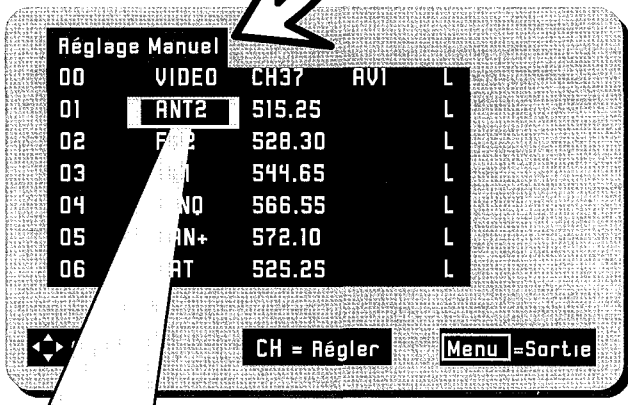 Réglage Manuel
00 VIDEO CH37 AV1 L
01 ANT2 515.25 L
02 528.30 L
03 544.65 L
04 566.55 L
05 572.10 L
06 525.25 L
CH = Régler Menu =Sortie